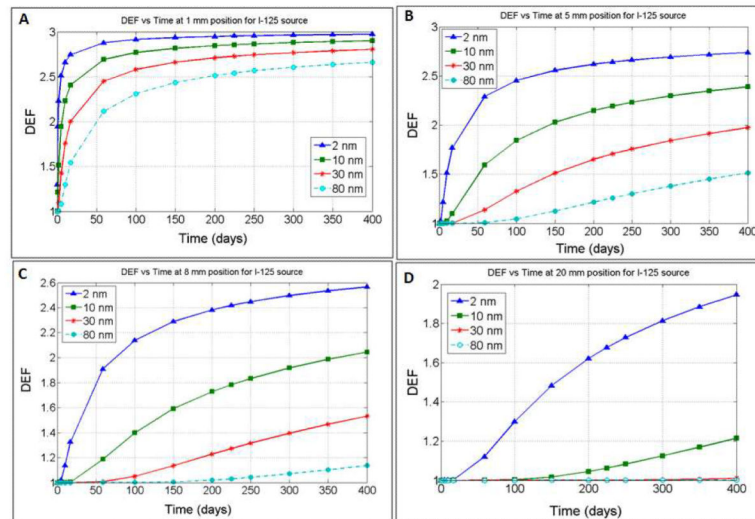 A
DEF vs Time at 1 mm position for I-125 source
3
2.5
2
1.5
1
DEF
2 nm
10 nm
30 nm
80 nm
0 50 100 150 200 250 300 350 400
Time (days)
B
DEF vs Time at 5 mm position for I-125 source
3
2.5
2
1.5
1
DEF
2 nm
10 nm
30 nm
80 nm
0 50 100 150 200 250 300 350 400
Time (days)
C
DEF vs Time at 8 mm position for I-125 source
2.6
2.4
2.2
2
1.8
1.6
1.4
1.2
1
DEF
2 nm
10 nm
30 nm
80 nm
0 50 100 150 200 250 300 350 400
Time (days)
D
DEF vs Time at 20 mm position for I-125 source
2
1.8
1.6
1.4
1.2
1
DEF
2 nm
10 nm
30 nm
80 nm
0 100 200 300 400
Time (days)